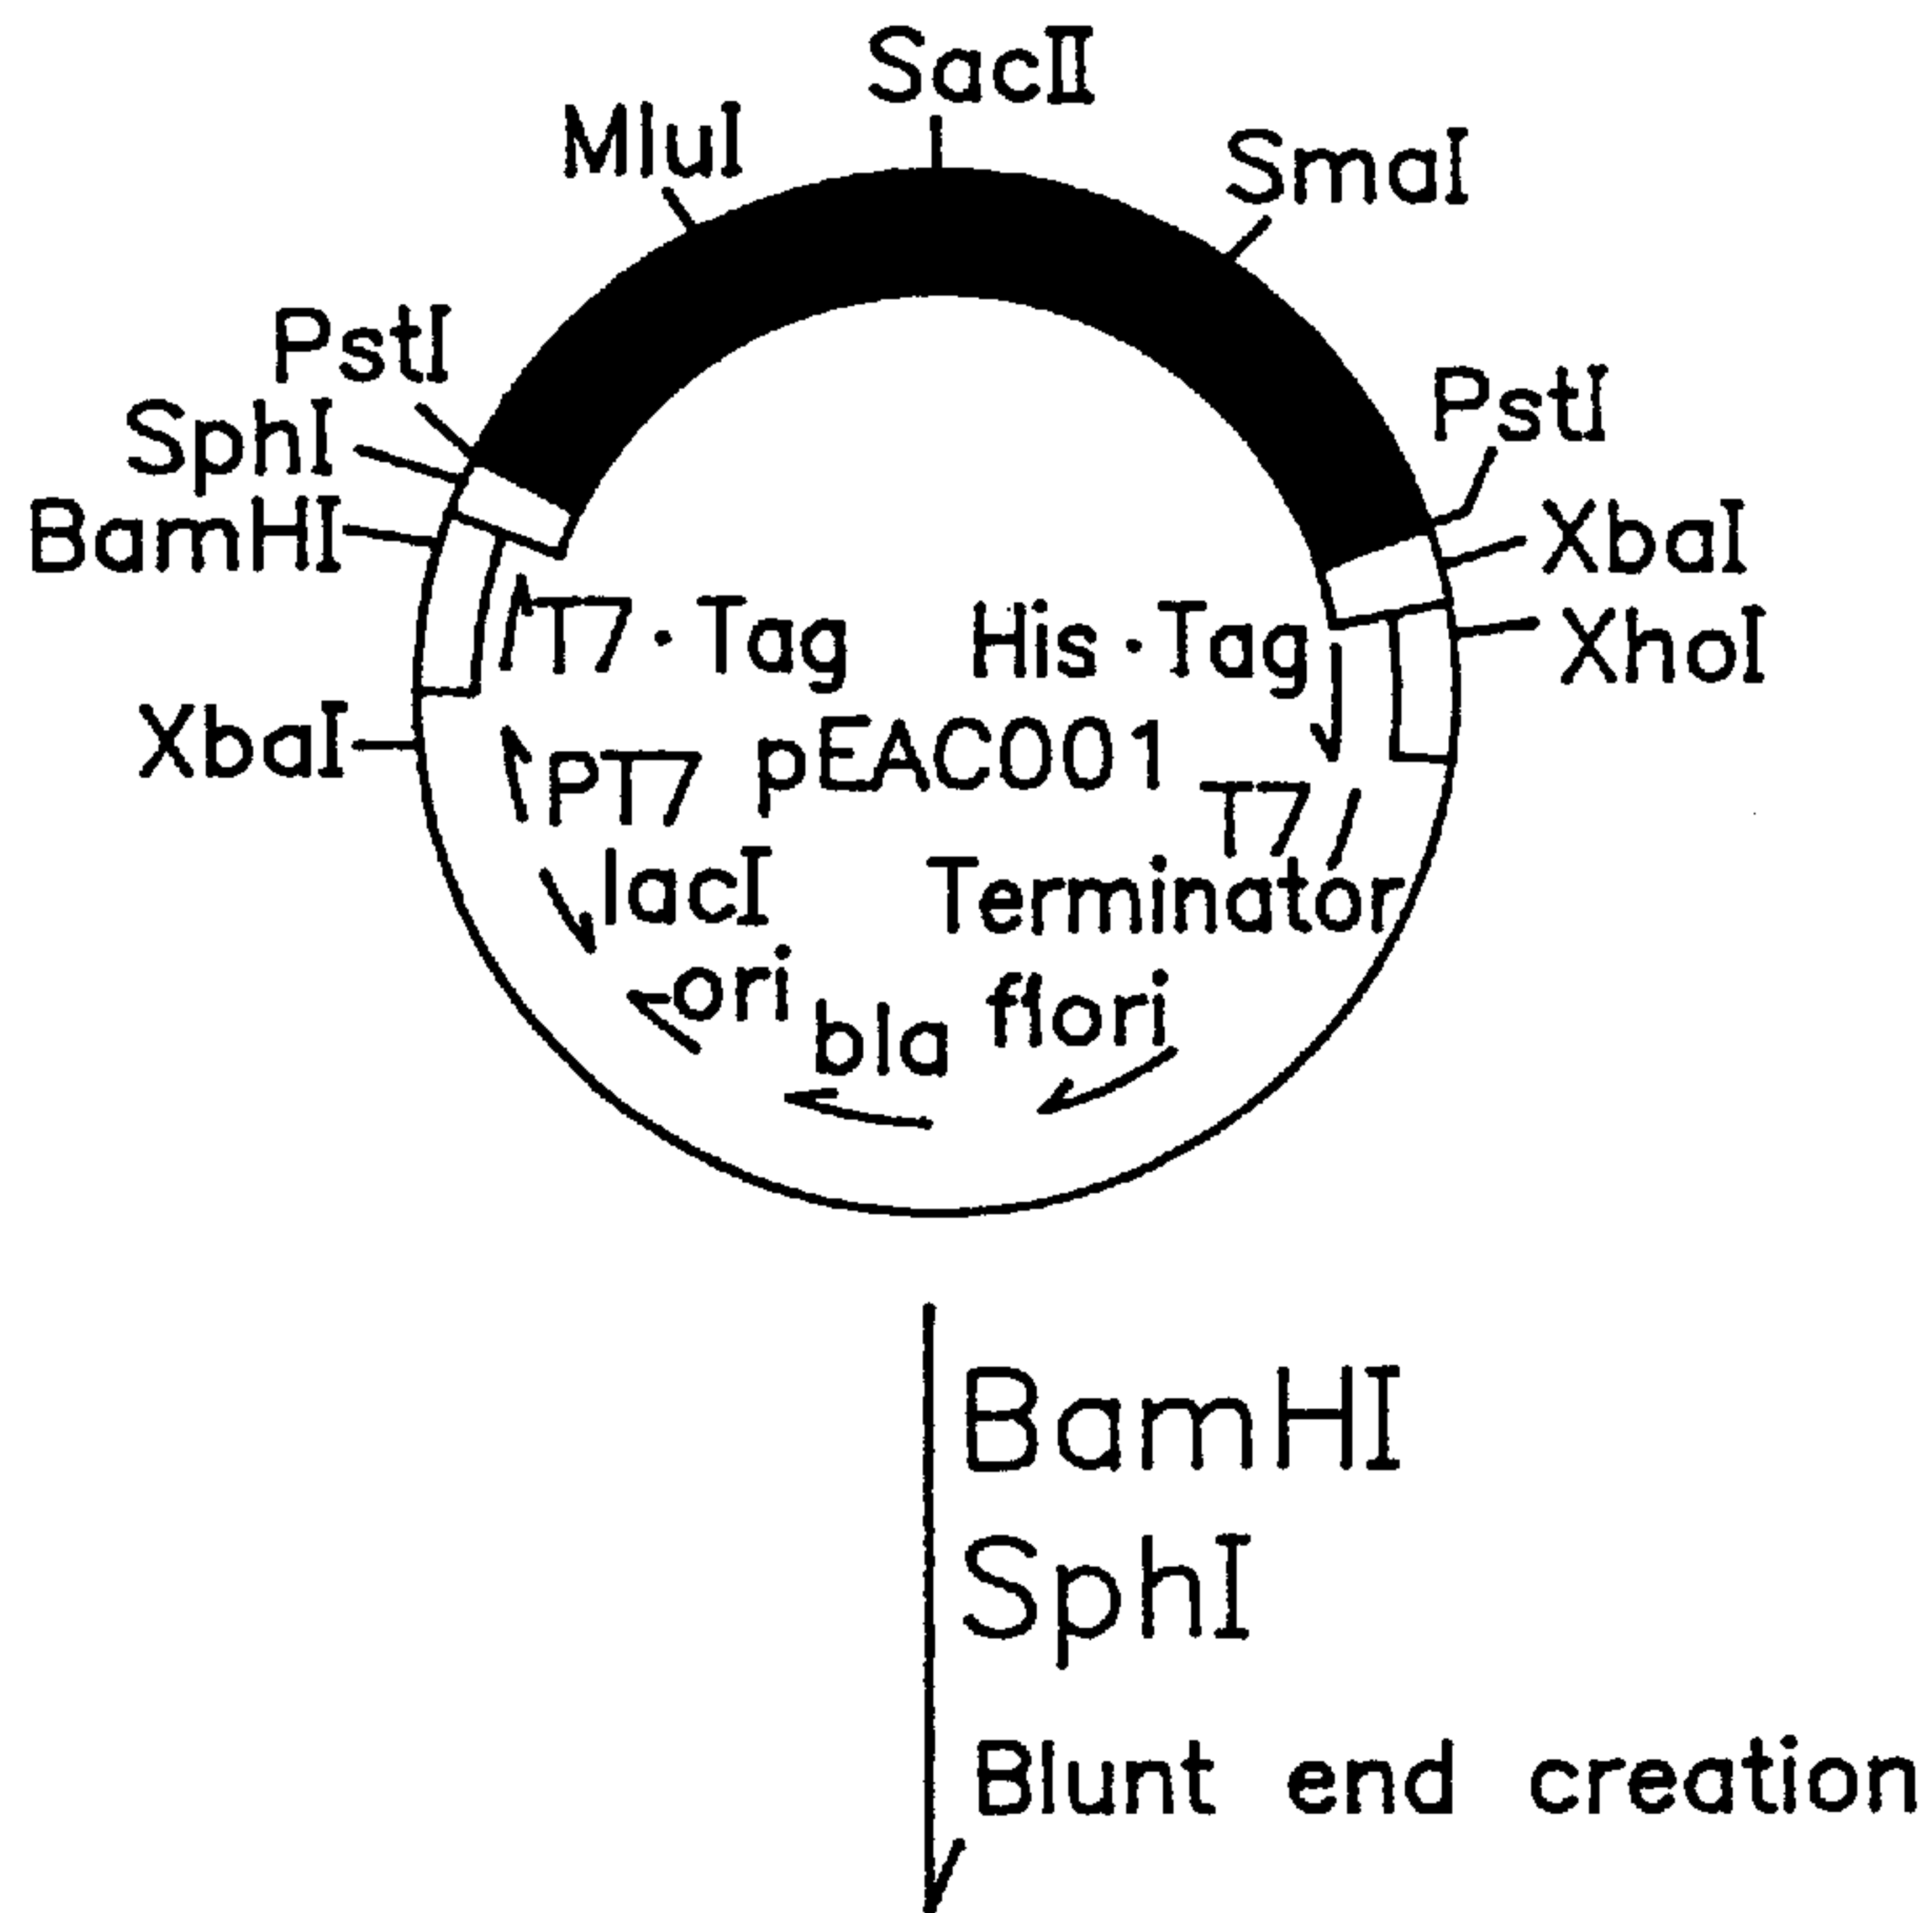 SacII
MluI
SmaI
PstI
PstI
SphI
BamHI
XbaI
XhoI
T7·Tag
His·Tag
XbaI
PT7
pEAC001
T7
Terminator
lacI
ori
bla
f1ori
BamHI
SphI
Blunt end creation